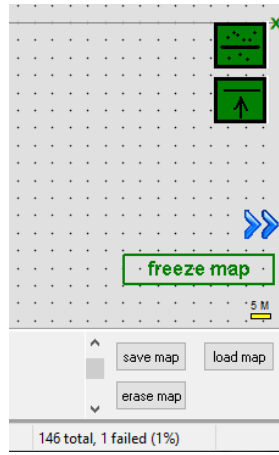 x
freeze map
5 M
save map
load map
erase map
146 total, 1 failed (1%)